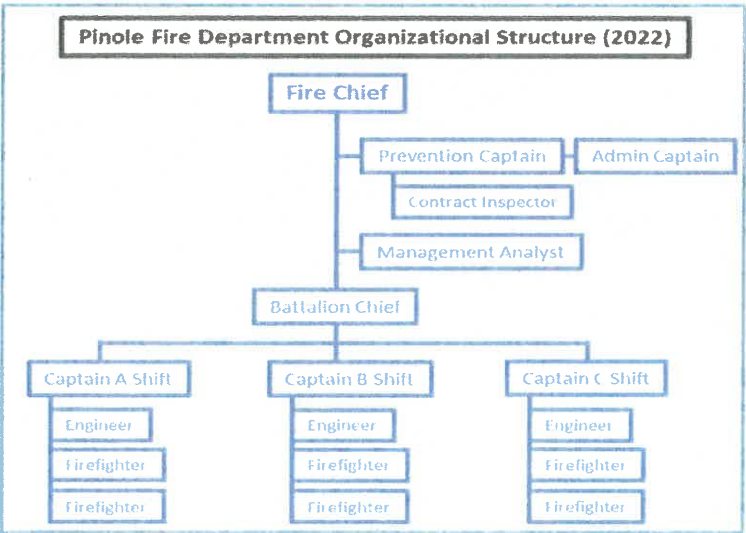 Pinole Fire Department Organizational Structure (2022)
Fire Chief
Prevention Captain
Admin Captain
Contract Inspector
Management Analyst
Battalion Chief
Captain A Shift
Engineer
Firefighter
Firefighter
Captain B Shift
Engineer
Firefighter
Firefighter
Captain C Shift
Engineer
Firefighter
Firefighter